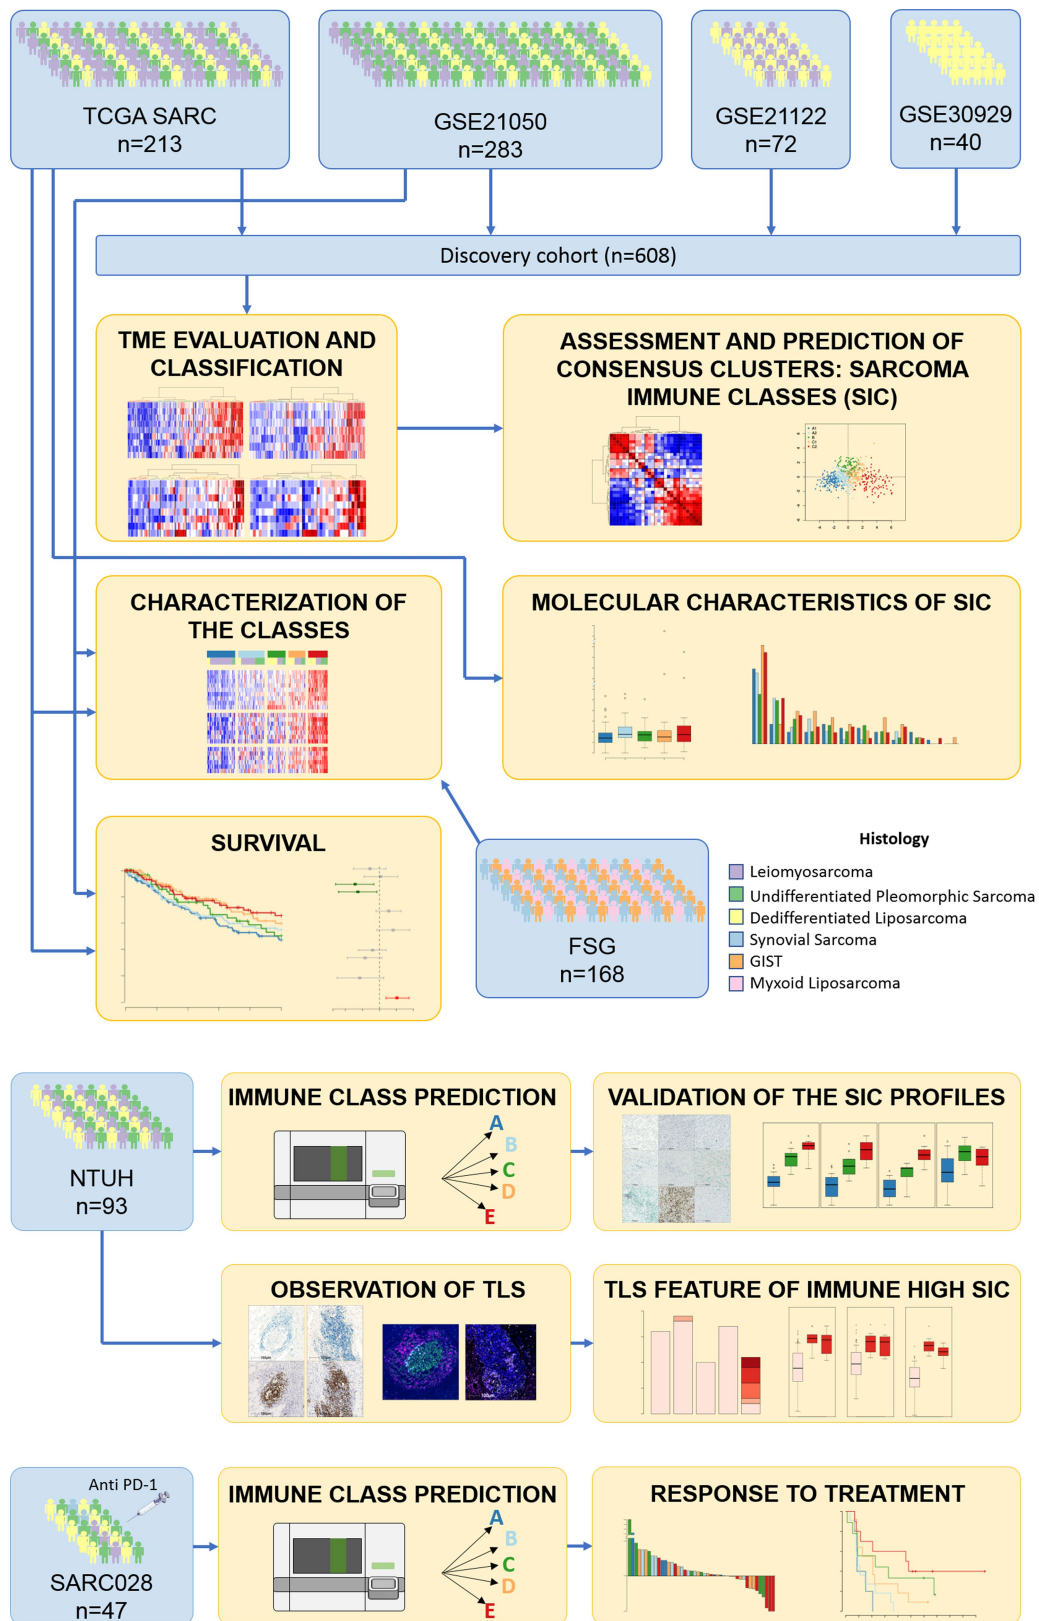 TCGA SARC
n=213
GSE21050
n=283
GSE21122
n=72
GSE30929
n=40
Discovery cohort (n=608)
TME EVALUATION AND
CLASSIFICATION
ASSESSMENT AND PREDICTION OF
CONSENSUS CLUSTERS: SARCOMA
IMMUNE CLASSES (SIC)
CHARACTERIZATION OF
THE CLASSES
MOLECULAR CHARACTERISTICS OF SIC
SURVIVAL
FSG
n=168
Histology
Leiomyosarcoma
Undifferentiated Pleomorphic Sarcoma
Dedifferentiated Liposarcoma
Synovial Sarcoma
GIST
Myxoid Liposarcoma
NTUH
n=93
IMMUNE CLASS PREDICTION
A
B
C
D
E
VALIDATION OF THE SIC PROFILES
OBSERVATION OF TLS
TLS FEATURE OF IMMUNE HIGH SIC
Anti PD-1
SARC028
n=47
IMMUNE CLASS PREDICTION
A
B
C
D
E
RESPONSE TO TREATMENT